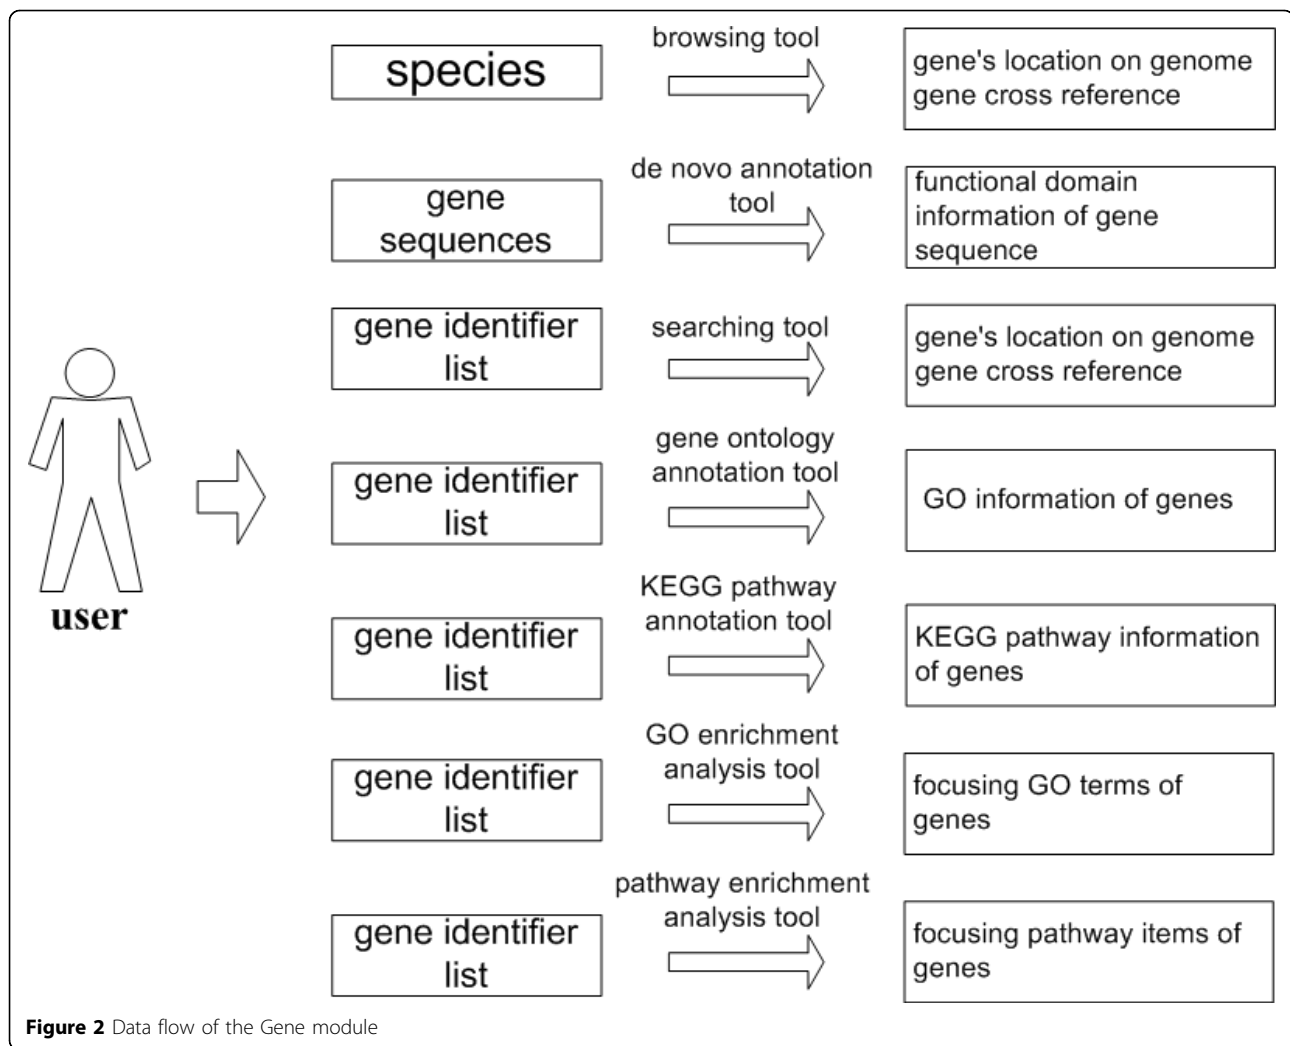 browsing tool
species
gene's location on genome
gene cross reference
de novo annotation
tool
gene
sequences
functional domain
information of gene
sequence
gene identifier
list
searching tool
gene's location on genome
gene cross reference
gene ontology
annotation tool
gene identifier
list
GO information of genes
user
KEGG pathway
annotation tool
gene identifier
list
KEGG pathway information
of genes
GO enrichment
analysis tool
gene identifier
list
focusing GO terms of
genes
pathway enrichment
analysis tool
gene identifier
list
focusing pathway items of
genes
Figure 2 Data flow of the Gene module